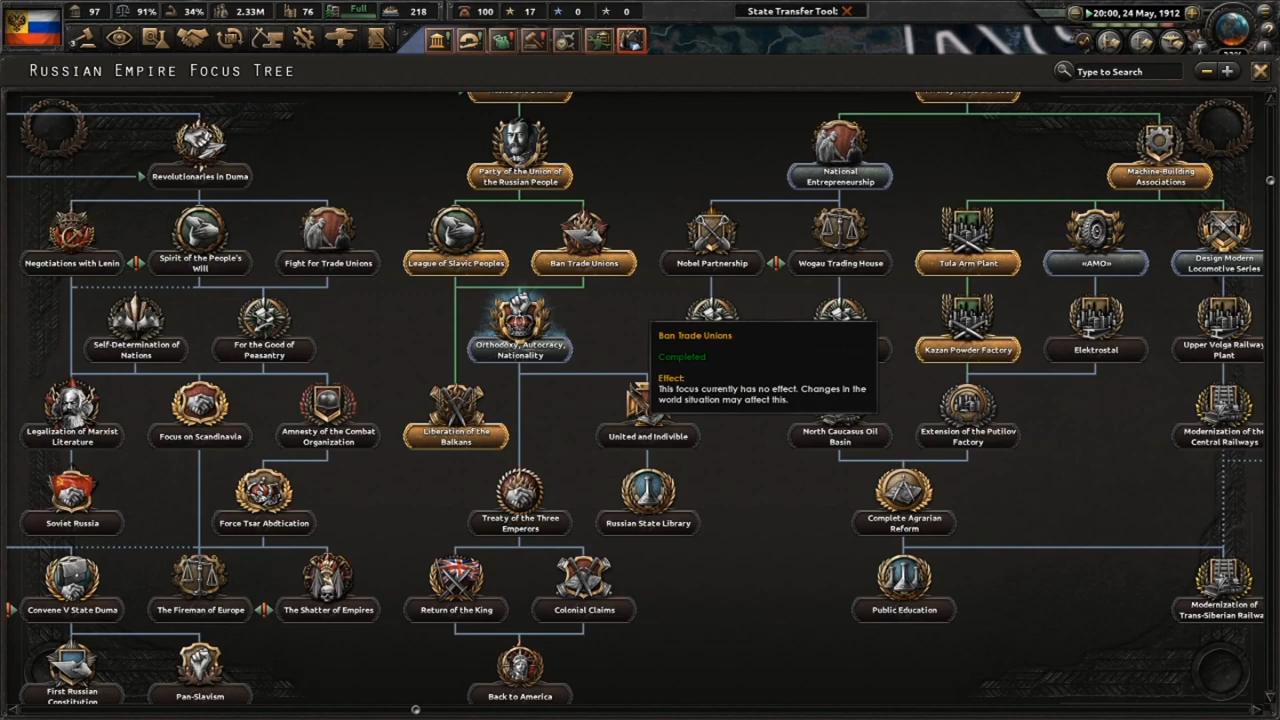 97 91% 34% 2.33M 76 Full 218 100 17 0 0 State Transfer Tool: 20:00, 24 May, 1912
Russian Empire Focus Tree
Type to Search
Revolutionaries in Duma
Party of the Union of
the Russian People
National
Entrepreneurship
Machine-Building
Associations
Negotiations with Lenin
Spirit of the People's
Will
Fight for Trade Unions
League of Slavic Peoples
Ban Trade Unions
Nobel Partnership
Wogau Trading House
Tula Arm Plant
«AMO»
Design Modern
Locomotive Series
Self-Determination of
Nations
For the Good of
Peasantry
Orthodoxy, Autocracy,
Nationality
Ban Trade Unions
Completed
Effect:
This focus currently has no effect. Changes in the
world situation may affect this.
Kazan Powder Factory
Elektrostal
Upper Volga Railway
Plant
Legalization of Marxist
Literature
Focus on Scandinavia
Amnesty of the Combat
Organization
Liberation of the
Balkans
United and Indivible
North Caucasus Oil
Basin
Extension of the Putilov
Factory
Modernization of the
Central Railways
Soviet Russia
Force Tsar Abdtication
Treaty of the Three
Emperors
Russian State Library
Complete Agrarian
Reform
Convene V State Duma
The Fireman of Europe
The Shatter of Empires
Return of the King
Colonial Claims
Public Education
Modernization of
Trans-Siberian Railwa
First Russian
Constitution
Pan-Slavism
Back to America